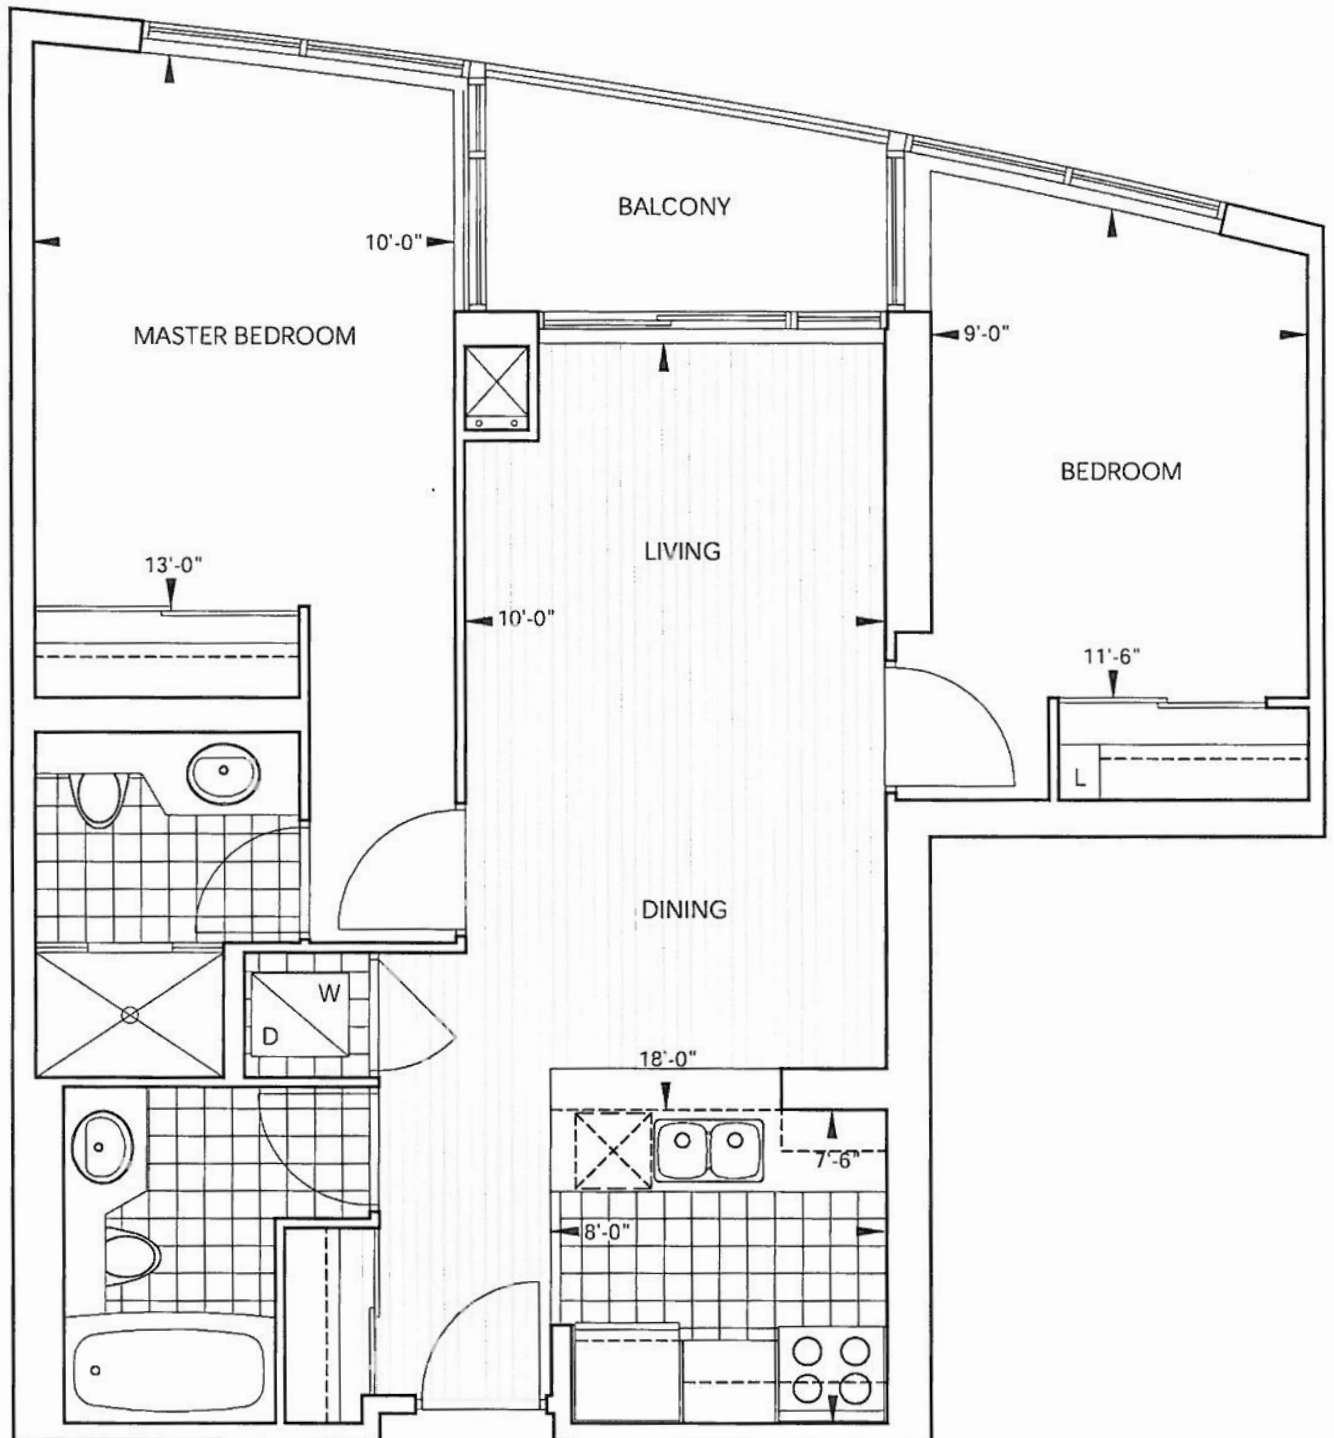 BALCONY
10'-0"
MASTER BEDROOM
9'-0"
BEDROOM
LIVING
13'-0"
10'-0"
11'-6"
L
DINING
W
D
18'-0"
7'-6"
8'-0"